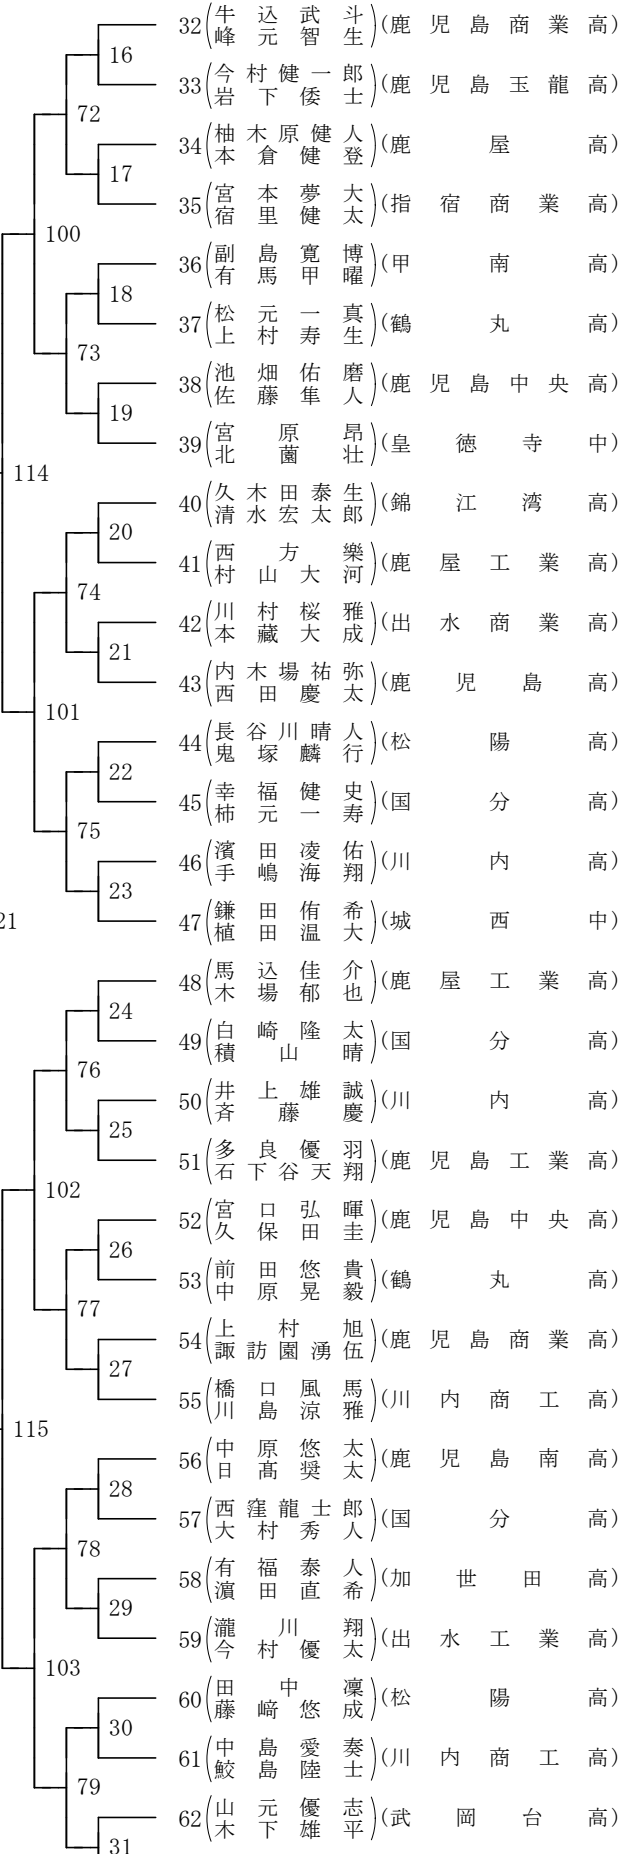 32(牛込武斗 峰元智生)(鹿児島商業高)
16
33(今村健一郎 岩下倭士)(鹿児島玉龍高)
72
34(柚木原健人 本倉健登)(鹿屋高)
17
35(宮本夢大 宿里健太)(指宿商業高)
100
36(副島寛博 有馬甲曜)(甲南高)
18
37(松元一真 上村寿生)(鶴丸高)
73
38(池畑佑磨 佐藤隼人)(鹿児島中央高)
19
39(宮原昂 北薗壮)(皇徳寺中)
114
40(久木田泰生 清水宏太郎)(錦江湾高)
20
41(西方樂 村山大河)(鹿屋工業高)
74
42(川村桜雅 本蔵大成)(出水商業高)
21
43(内木場祐弥 西田慶太)(鹿児島高)
101
44(長谷川晴人 鬼塚麟行)(松陽高)
22
45(幸福健史 柿元一寿)(国分高)
75
46(濱田凌佑 手嶋海翔)(川内高)
23
47(鎌田侑希 植田温大)(城西中)
21
48(馬込佳介 木場郁也)(鹿屋工業高)
24
49(白崎隆太 積山晴)(国分高)
76
50(井上雄誠 斉藤慶)(川内高)
25
51(多良優羽 石下谷天翔)(鹿児島工業高)
102
52(宮口弘暉 久保田圭)(鹿児島中央高)
26
53(前田悠貴 中原晃毅)(鶴丸高)
77
54(上村旭 諏訪園湧伍)(鹿児島商業高)
27
55(橋口風馬 川島涼雅)(川内商工高)
115
56(中原悠太 日髙奨太)(鹿児島南高)
28
57(西窪龍士郎 大村秀人)(国分高)
78
58(有福泰人 濵田直希)(加世田高)
29
59(瀧川翔 今村優太)(出水工業高)
103
60(田中凜 藤﨑悠成)(松陽高)
30
61(中島愛奏 鮫島陸士)(川内商工高)
79
62(山元優志 木下雄平)(武岡台高)
31